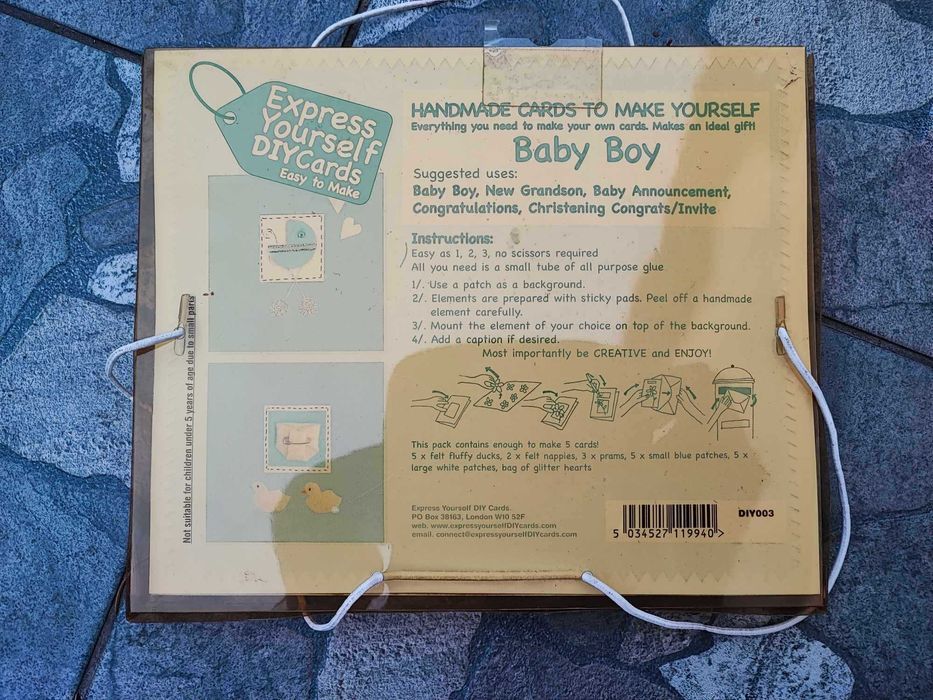 Express
Yourself
DIYCards
Easy to Make
HANDMADE CARDS TO MAKE YOURSELF
Everything you need to make your own cards. Makes an ideal gift!
Baby Boy
Suggested uses:
Baby Boy, New Grandson, Baby Announcement,
Congratulations, Christening Congrats/Invite
Instructions:
Easy as 1, 2, 3, no scissors required
All you need is a small tube of all purpose glue
1/. Use a patch as a background.
2/. Elements are prepared with sticky pads. Peel off a handmade
element carefully.
3/. Mount the element of your choice on top of the background.
4/. Add a caption if desired.
Most importantly be CREATIVE and ENJOY!
This pack contains enough to make 5 cards!
5 x felt fluffy ducks, 2 x felt nappies, 3 x prams, 5 x small blue patches, 5 x
large white patches, bag of glitter hearts
Express Yourself DIY Cards
PO Box 38163, London W10 5ZF
web. www.expressyourselfDIYcards.com
email. connect@expressyourselfDIYcards.com
5 034527 119940 >
DIY003
Not suitable for children under 5 years of age due to small parts